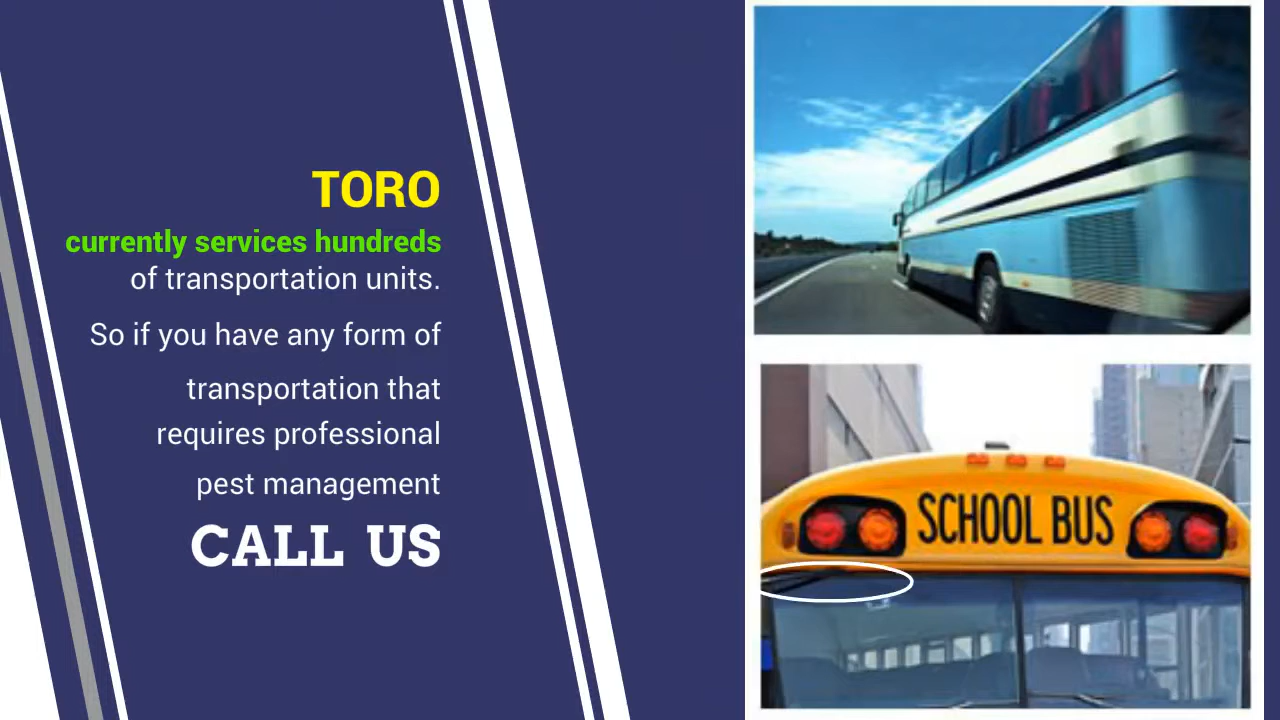 TORO
currently services hundreds
of transportation units.
So if you have any form of
transportation that
requires professional
pest management
CALL US
SCHOOL BUS